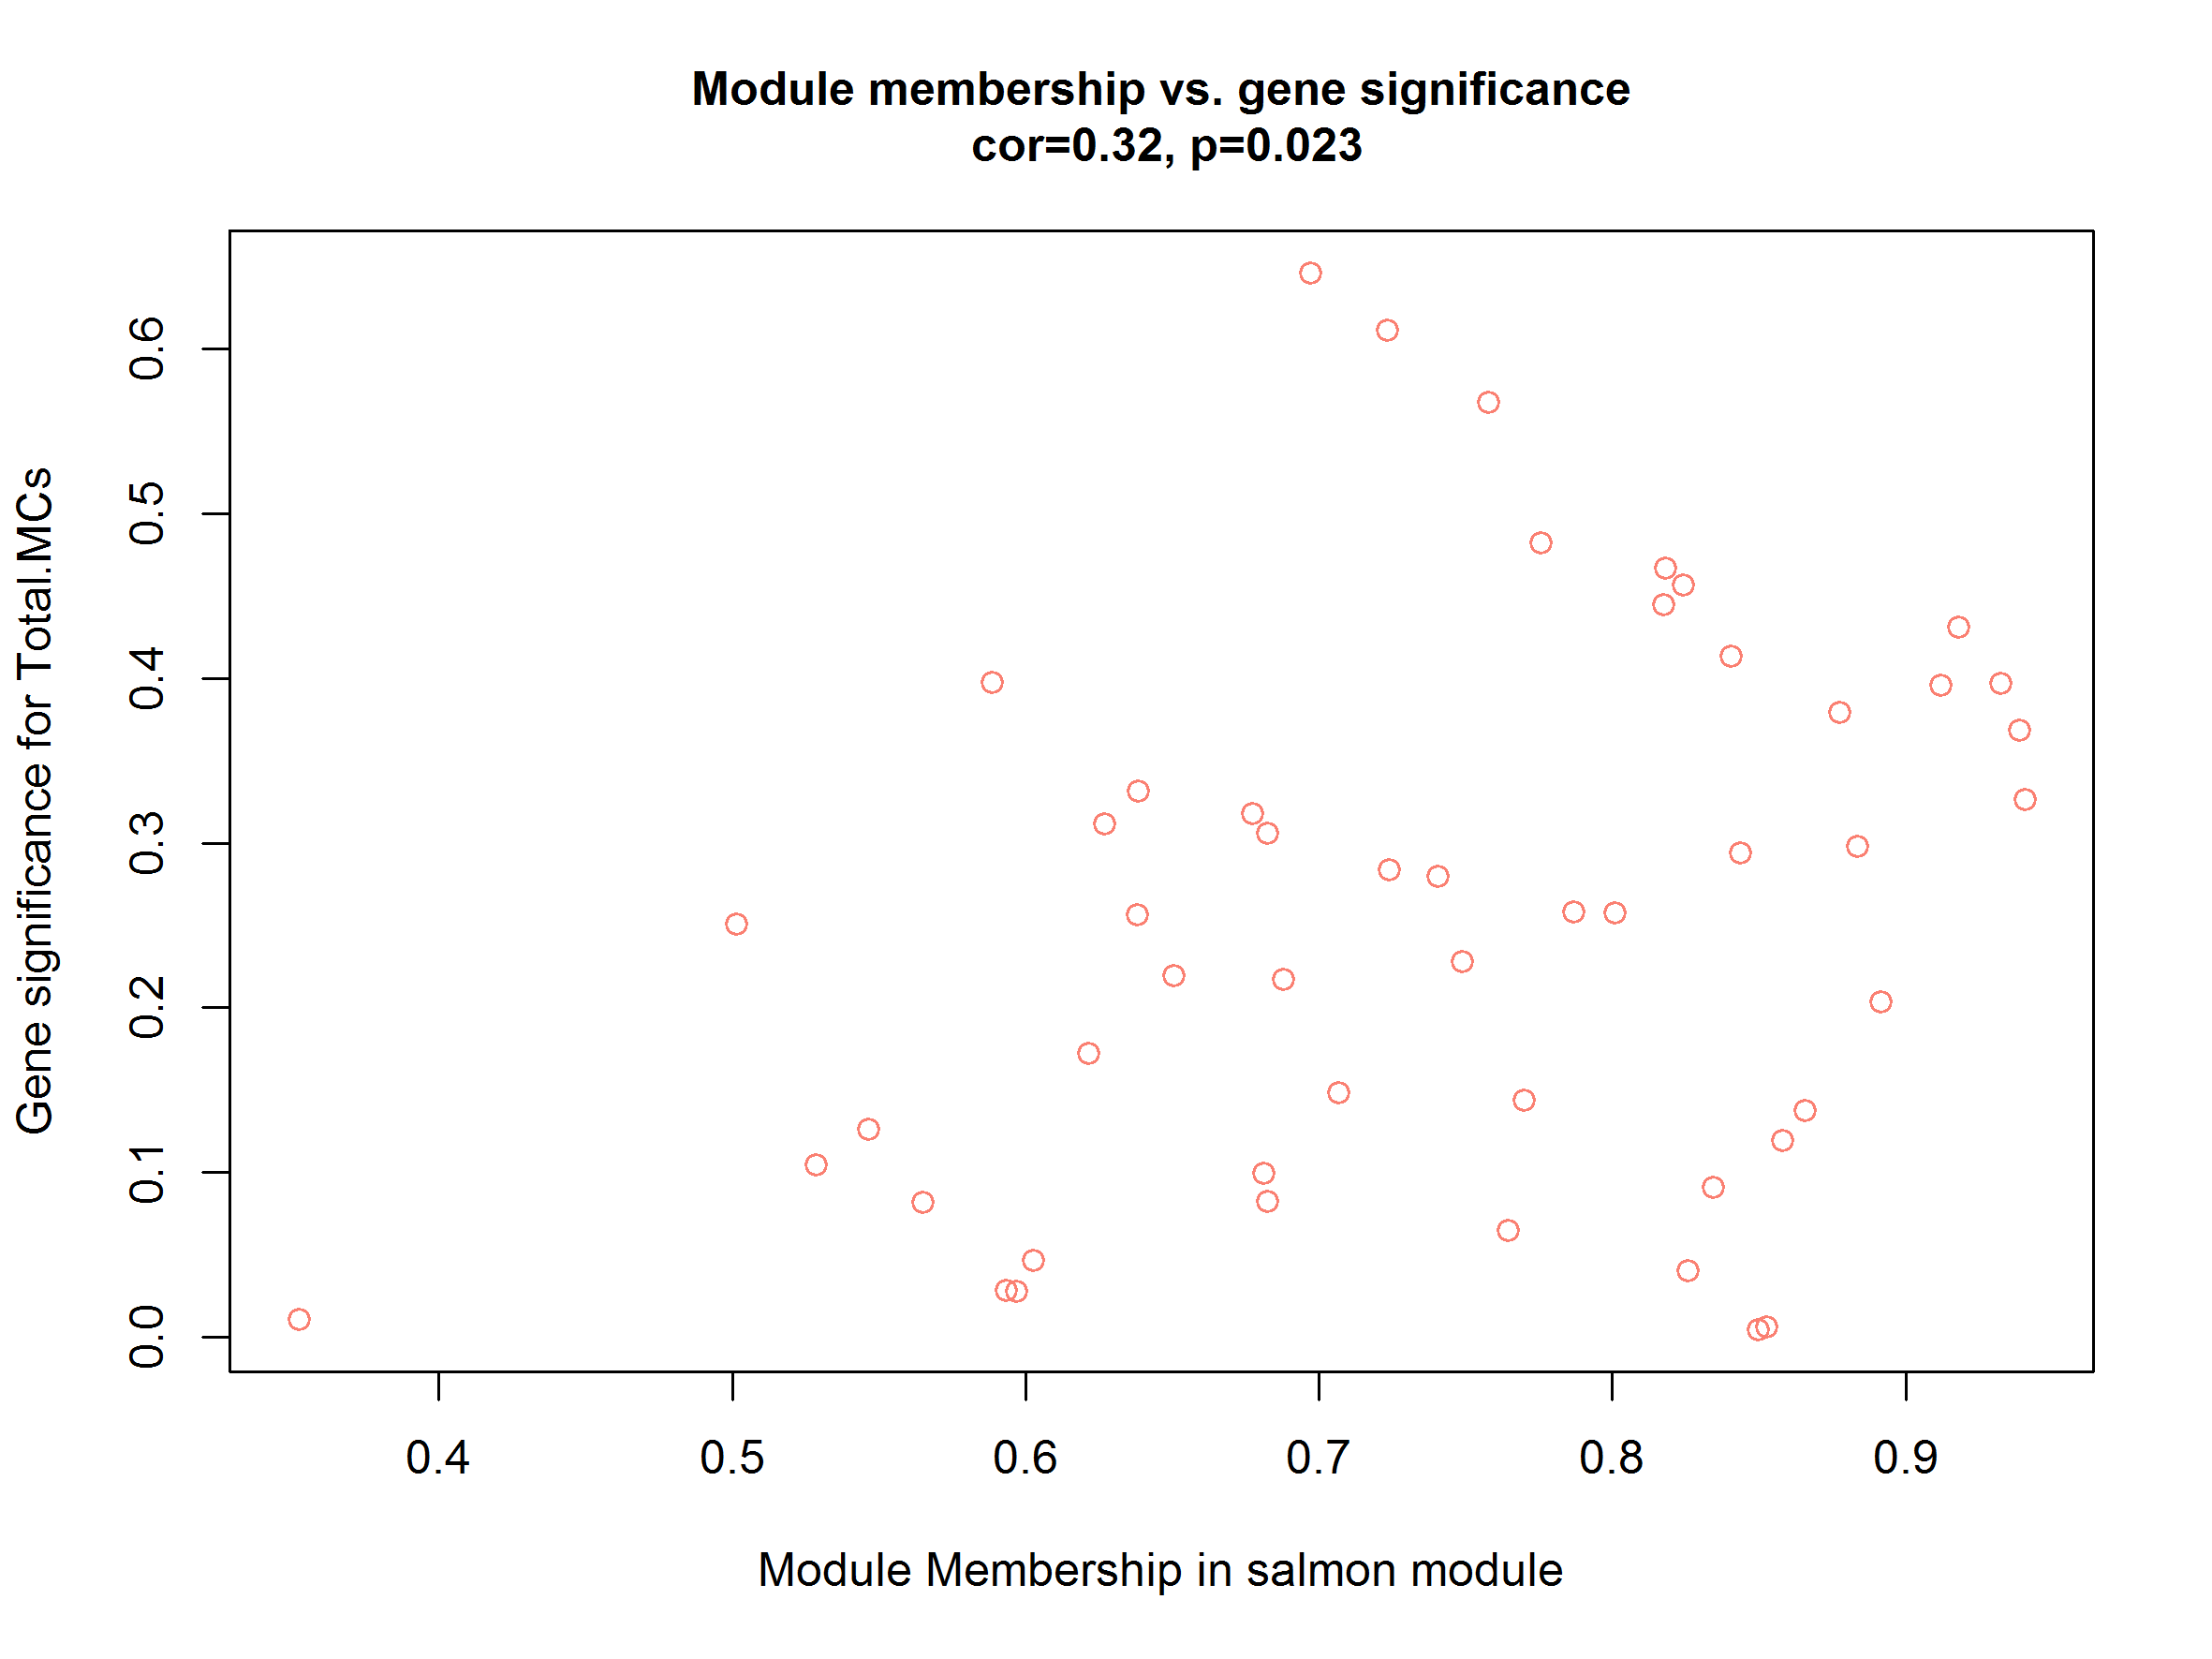 Module membership vs. gene significance
cor=0.32, p=0.023
Gene significance for Total.MCs
0.6
0.5
0.4
0.3
0.2
0.1
0.0
0.4 0.5 0.6 0.7 0.8 0.9
Module Membership in salmon module